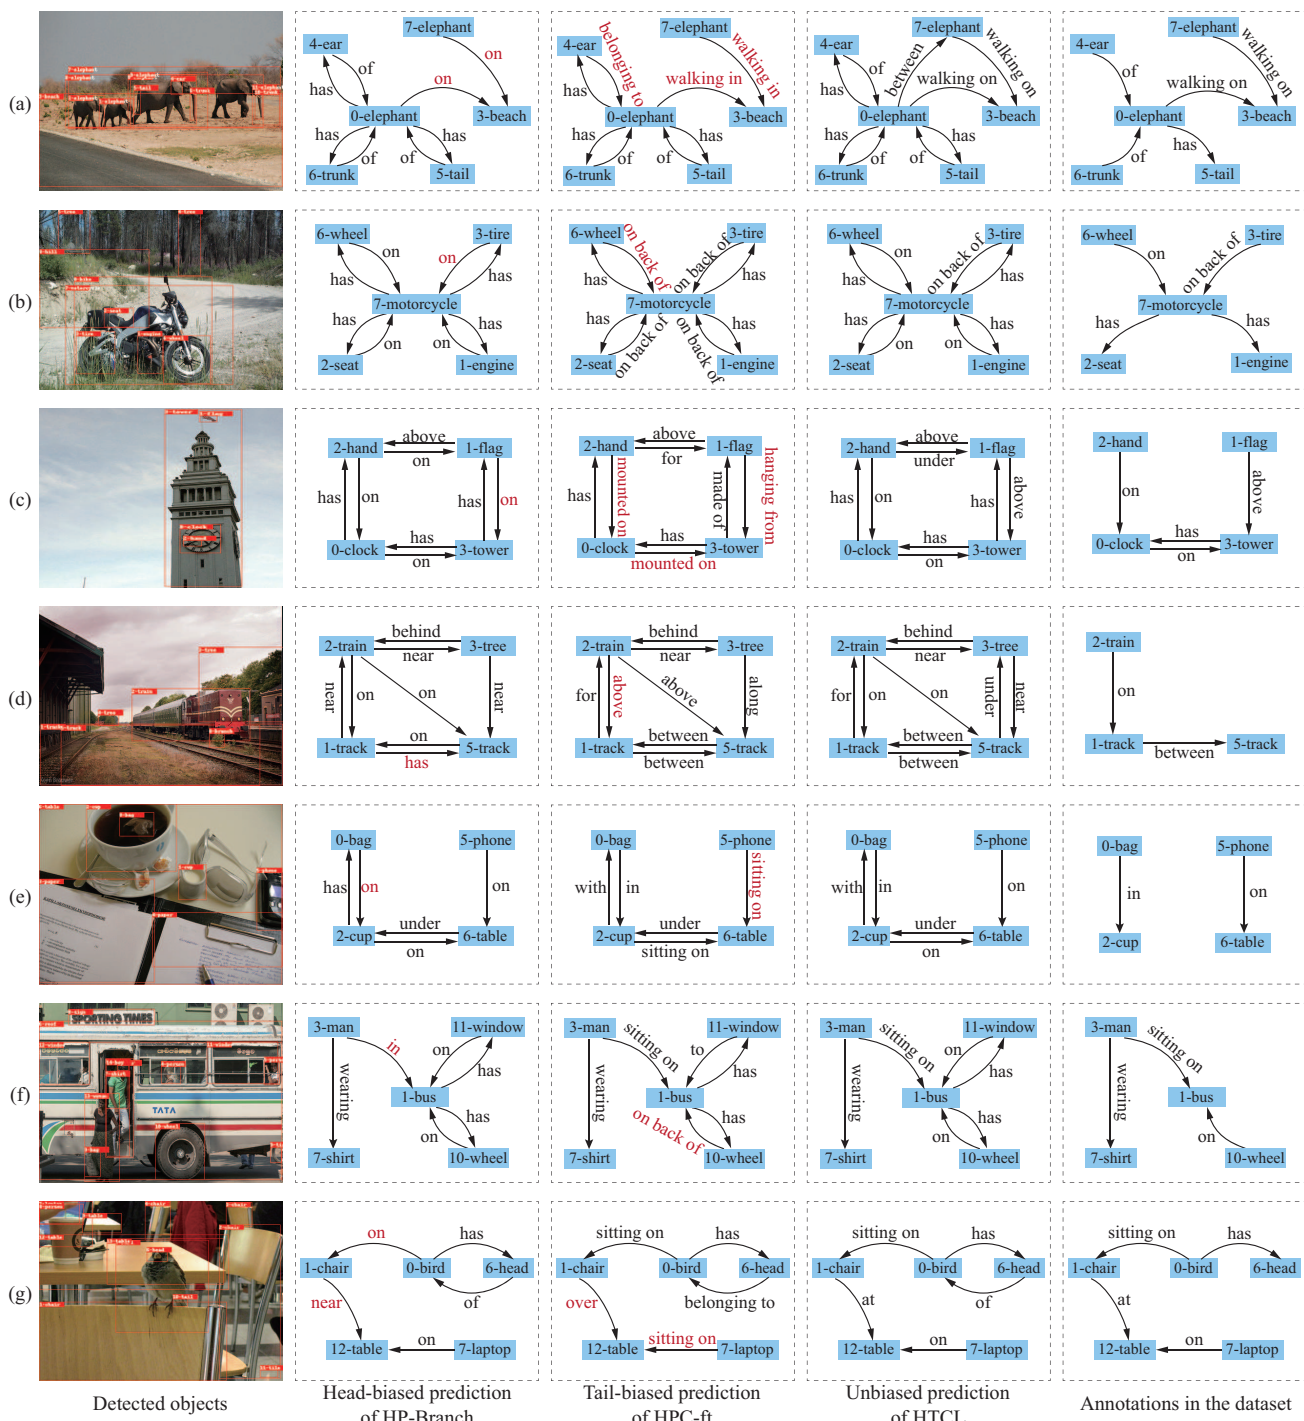 (a)
4-ear
7-elephant
of
on
has
on
0-elephant
3-beach
has
has
of
of
6-trunk
5-tail
4-ear
belonging to
7-elephant
walking in
has
walking in
0-elephant
3-beach
has
has
of
of
6-trunk
5-tail
4-ear
7-elephant
of
between
walking on
has
walking on
0-elephant
3-beach
has
has
of
of
6-trunk
5-tail
4-ear
7-elephant
of
walking on
walking on
0-elephant
3-beach
of
has
6-trunk
5-tail
(b)
6-wheel
3-tire
on
on
has
has
7-motorcycle
has
has
on
on
2-seat
1-engine
6-wheel
on back of
3-tire
on back of
has
has
7-motorcycle
has
has
on back of
on back of
2-seat
1-engine
6-wheel
3-tire
on
on back of
has
has
7-motorcycle
has
has
on
on
2-seat
1-engine
6-wheel
3-tire
on
on back of
7-motorcycle
has
has
2-seat
1-engine
(c)
2-hand
above
on
1-flag
has
on
has
on
0-clock
has
on
3-tower
2-hand
above
for
1-flag
has
mounted on
made of
hanging from
0-clock
has
mounted on
3-tower
2-hand
above
under
1-flag
has
on
has
above
0-clock
has
on
3-tower
2-hand
1-flag
on
above
0-clock
has
on
3-tower
(d)
2-train
behind
near
3-tree
near
on
on
near
1-track
on
has
5-track
2-train
behind
near
3-tree
for
above
above
along
1-track
between
between
5-track
2-train
behind
near
3-tree
for
on
on
under
near
1-track
between
between
5-track
2-train
on
1-track
between
5-track
(e)
0-bag
5-phone
has
on
on
2-cup
under
on
6-table
0-bag
5-phone
with
in
sitting on
2-cup
under
sitting on
6-table
0-bag
5-phone
with
in
on
2-cup
under
on
6-table
0-bag
5-phone
in
on
2-cup
6-table
(f)
SPORTING TIMES
TATA
3-man
11-window
in
on
has
wearing
1-bus
has
on
7-shirt
10-wheel
3-man
11-window
sitting on
to
has
wearing
1-bus
on back of
has
7-shirt
10-wheel
3-man
11-window
sitting on
on
has
wearing
1-bus
has
on
7-shirt
10-wheel
3-man
sitting on
wearing
1-bus
on
7-shirt
10-wheel
(g)
on
has
1-chair
0-bird
6-head
near
of
on
12-table
7-laptop
sitting on
has
1-chair
0-bird
6-head
over
belonging to
sitting on
12-table
7-laptop
sitting on
has
1-chair
0-bird
6-head
at
of
on
12-table
7-laptop
sitting on
has
1-chair
0-bird
6-head
at
on
12-table
7-laptop
Detected objects
Head-biased prediction
of HP-Branch
Tail-biased prediction
of HPC-ft
Unbiased prediction
of HTCL
Annotations in the dataset